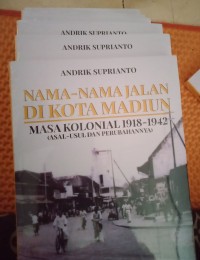 ANDRIK SUPRIANTO
ANDRIK SUPRIANTO
ANDRIK SUPRIANTO
NAMA-NAMA JALAN
DI KOTA MADIUN
MASA KOLONIAL 1918-1942
(ASAL-USUL DAN PERUBAHANNYA)